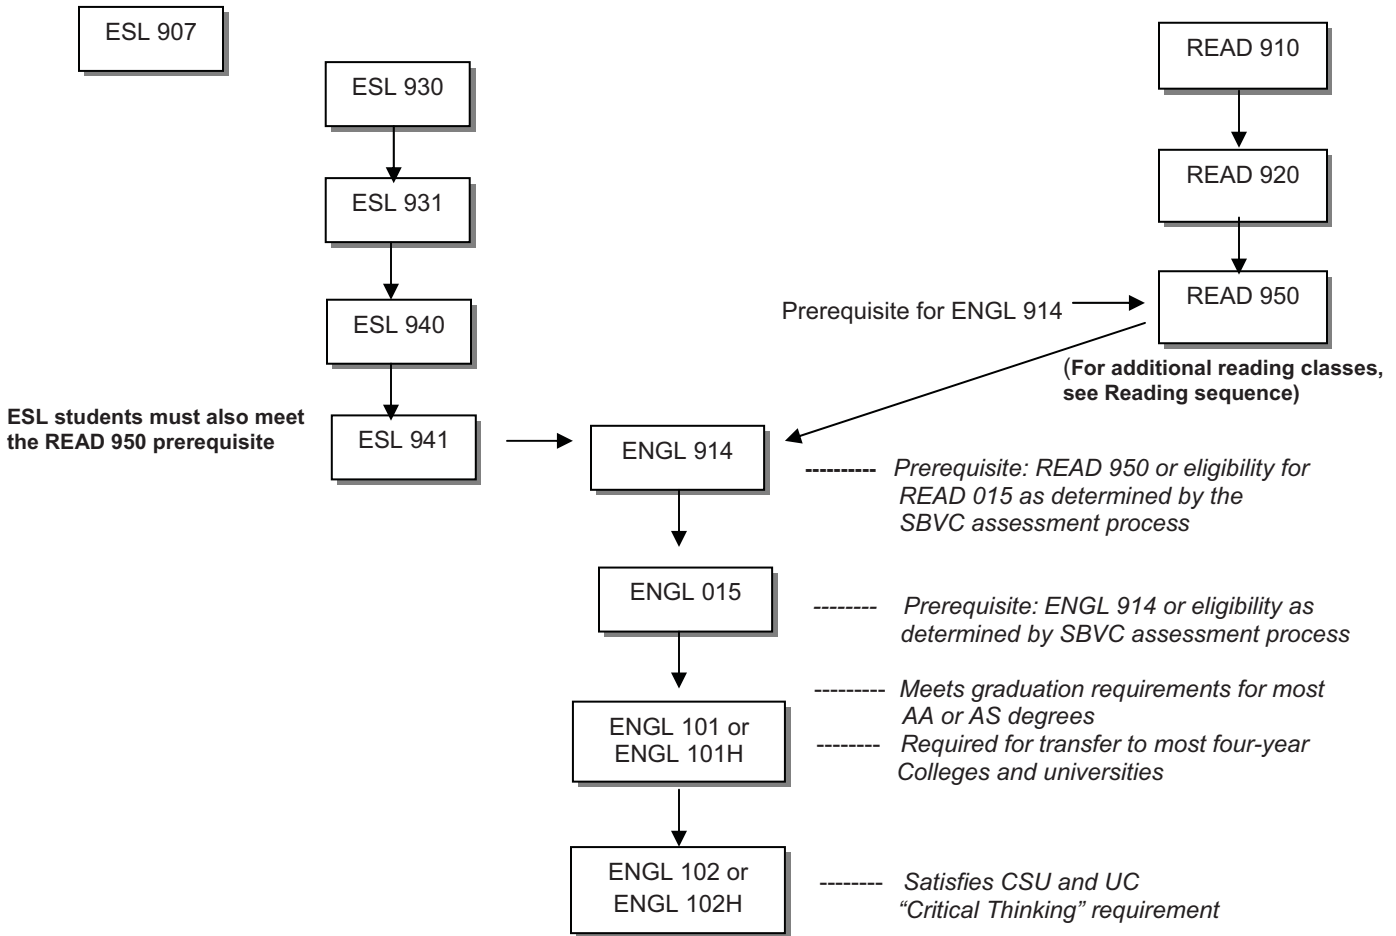 ESL 907
READ 910
ESL 930
READ 920
ESL 931
READ 950
Prerequisite for ENGL 914
ESL 940
(For additional reading classes,
see Reading sequence)
ESL students must also meet
the READ 950 prerequisite
ESL 941
ENGL 914
---------- Prerequisite: READ 950 or eligibility for
READ 015 as determined by the
SBVC assessment process
ENGL 015
-------- Prerequisite: ENGL 914 or eligibility as
determined by SBVC assessment process
--------- Meets graduation requirements for most
AA or AS degrees
ENGL 101 or
ENGL 101H
-------- Required for transfer to most four-year
Colleges and universities
ENGL 102 or
ENGL 102H
-------- Satisfies CSU and UC
“Critical Thinking” requirement